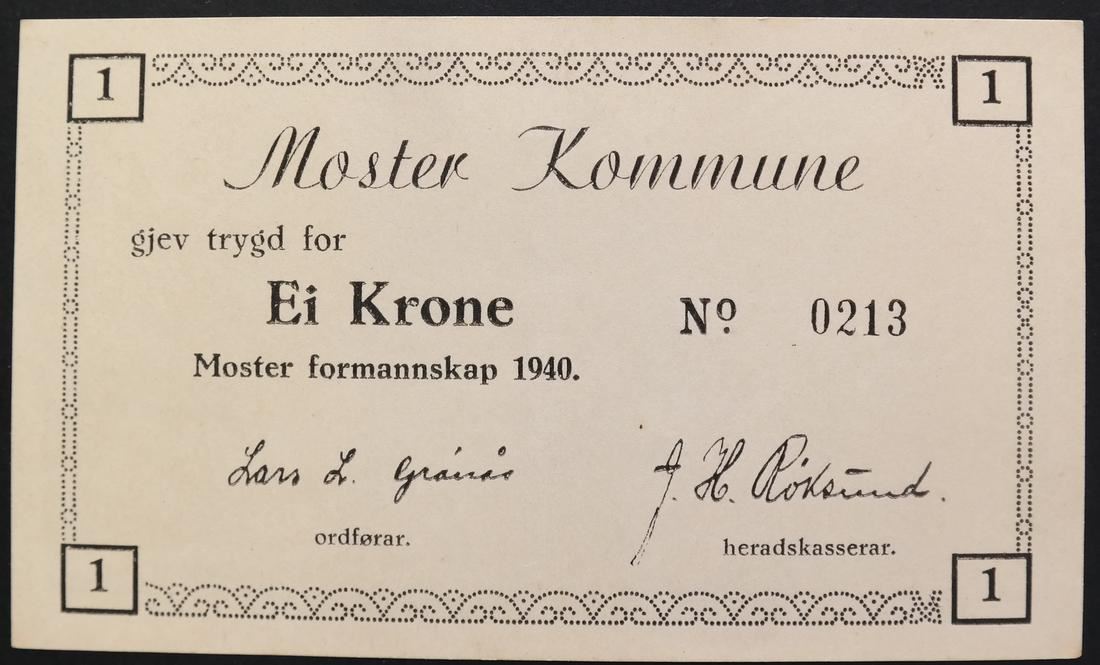 1 1
Moster Kommune
gjev trygd for
Ei Krone
Nº 0213
Moster formannskap 1940.
Lars L. Grånås
J. H. Røksund.
ordførar.
heradskasserar.
1 1